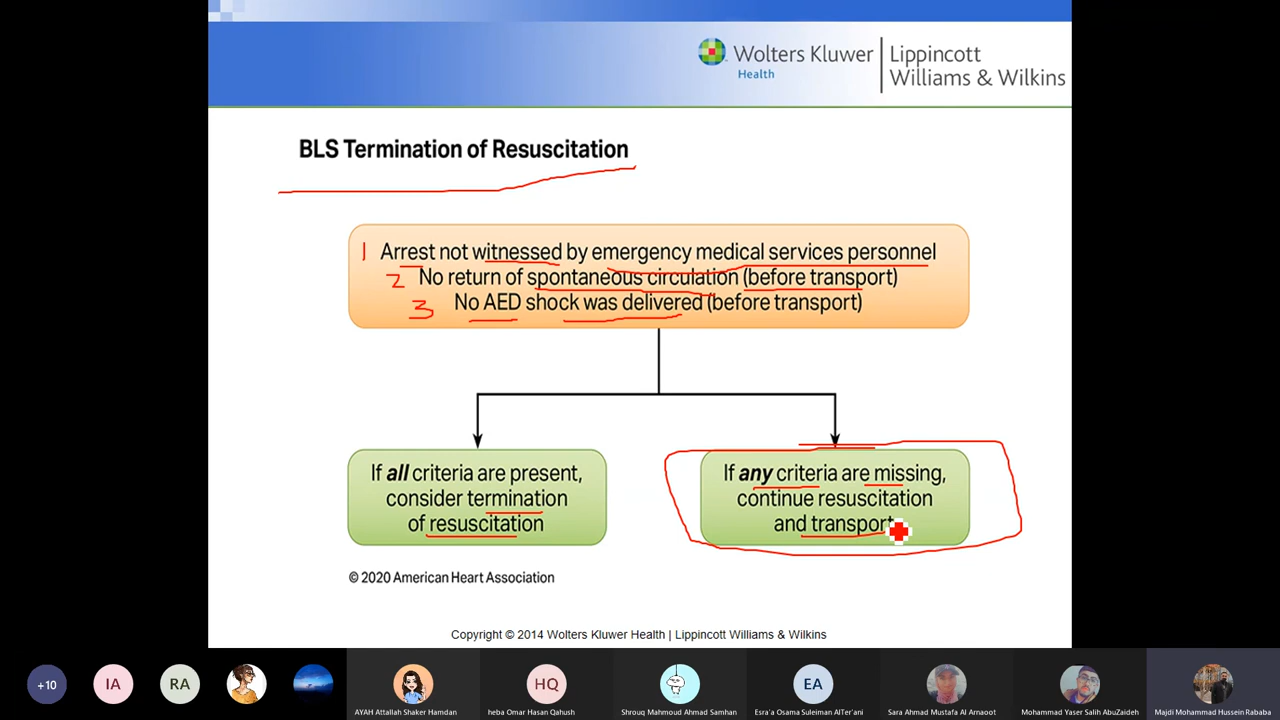 Wolters Kluwer
Health
Lippincott
Williams & Wilkins
BLS Termination of Resuscitation
1 Arrest not witnessed by emergency medical services personnel
2 No return of spontaneous circulation (before transport)
3 No AED shock was delivered (before transport)
If all criteria are present,
consider termination
of resuscitation
If any criteria are missing,
continue resuscitation
and transport
© 2020 American Heart Association
Copyright © 2014 Wolters Kluwer Health | Lippincott Williams & Wilkins
+10
IA
RA
AYAH Attallah Shaker Hamdan
HQ
heba Omar Hasan Qahush
Shrouq Mahmoud Ahmad Samhan
EA
Esra'a Osama Suleiman AlTer'ani
Sara Ahmad Mustafa Al Arnaoot
Mohammad Yaser Salih AbuZaideh
Majdi Mohammad Hussein Rababa